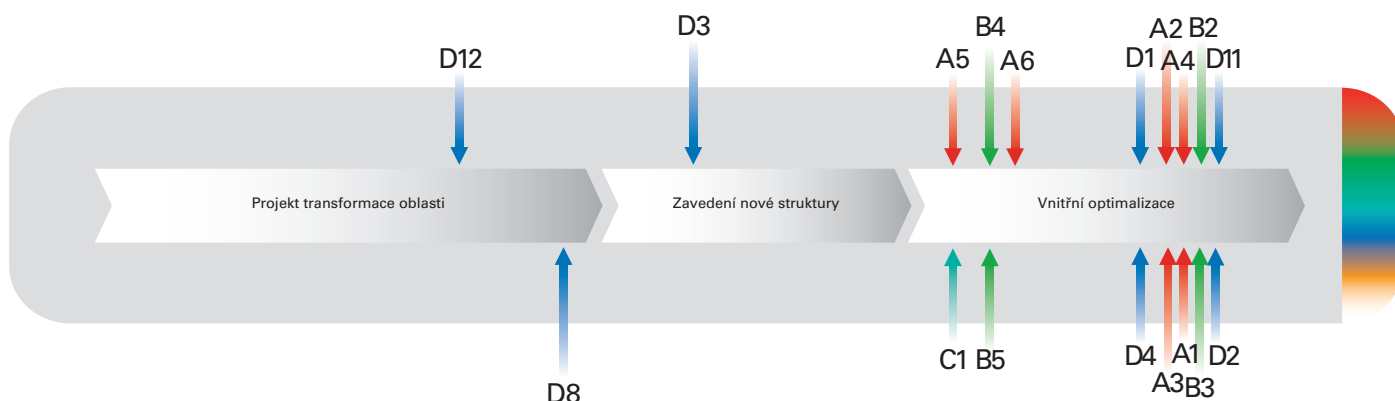 D12
D3
A5
B4
A6
D1
A2
A4
B2
D11
Projekt transformace oblasti
Zavedení nové struktury
Vnitřní optimalizace
D8
C1
B5
D4
A3
A1
B3
D2